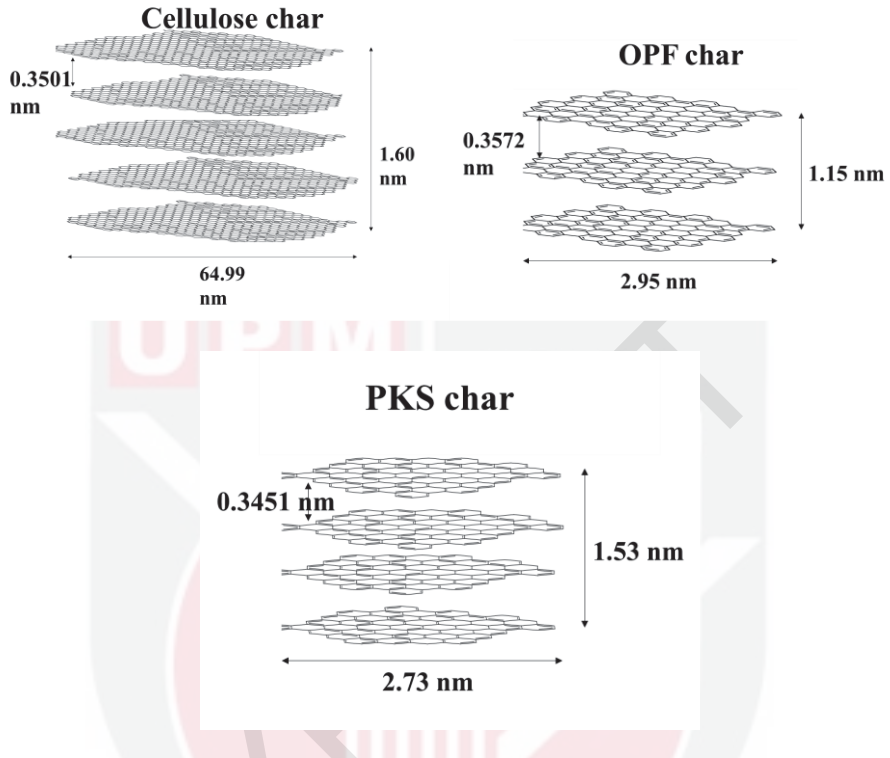 Cellulose char
0.3501
nm
1.60
nm
64.99
nm
OPF char
0.3572
nm
1.15 nm
2.95 nm
UPM
PKS char
0.3451 nm
1.53 nm
2.73 nm